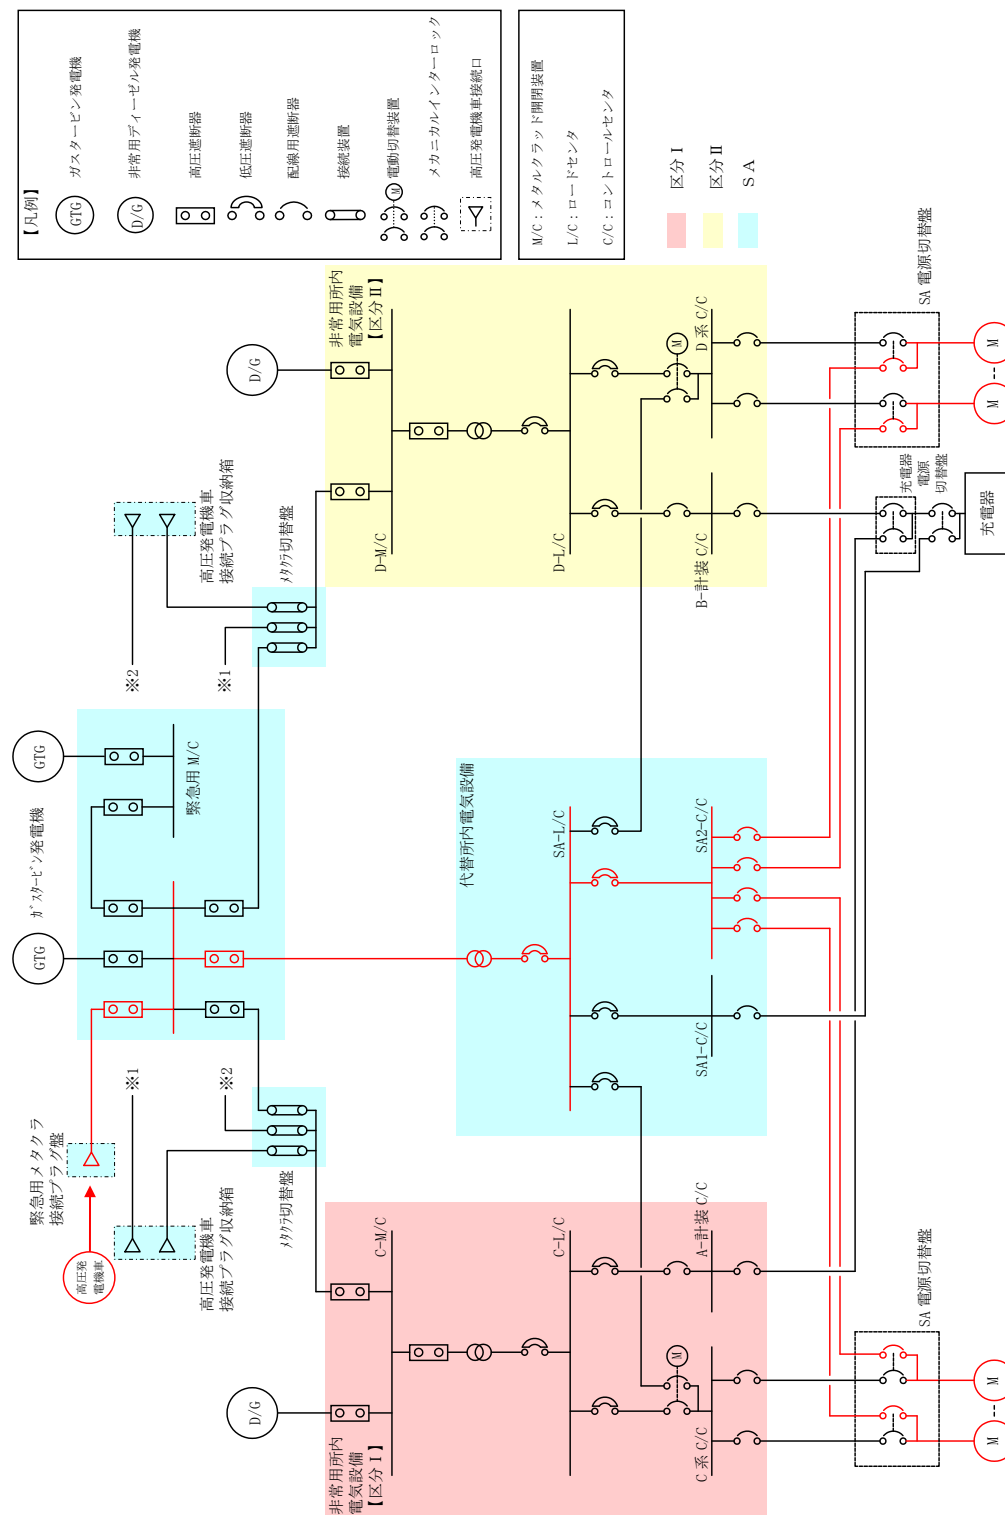 【凡例】
GTG
ガスタービン発電機
D/G
非常用ディーゼル発電機
高圧遮断器
低圧遮断器
配線用遮断器
接続装置
M
電動切替装置
メカニカルインターロック
高圧発電機車接続口
M/C：メタルクラッド開閉装置
L/C：ロードセンタ
C/C：コントロールセンタ
区分Ⅰ
区分Ⅱ
ＳＡ
高圧発
電機車
緊急用メタクラ
接続プラグ盤
GTG
ガスタービン発電機
GTG
緊急用 M/C
※1
※2
高圧発電機車
接続プラグ収納箱
ﾒﾀｸﾗ切替盤
※2
※1
高圧発電機車
接続プラグ収納箱
ﾒﾀｸﾗ切替盤
D/G
非常用所内
電気設備
【区分Ⅰ】
C-M/C
C-L/C
C系 C/C
M
A-計装 C/C
代替所内電気設備
SA-L/C
SA1-C/C
SA2-C/C
D/G
非常用所内
電気設備
【区分Ⅱ】
D-M/C
D-L/C
B-計装 C/C
M
D系 C/C
SA 電源切替盤
M
M
充電器
電源
切替盤
充電器
SA 電源切替盤
M
M